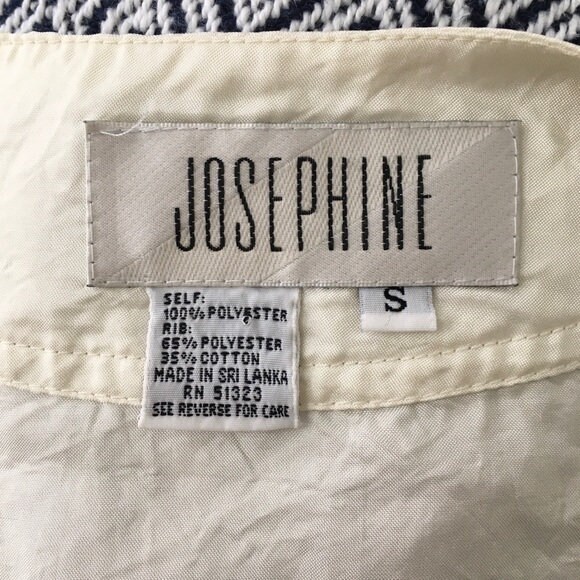 JOSEPHINE
S
SELF:
100% POLYESTER
RIB:
65% POLYESTER
35% COTTON
MADE IN SRI LANKA
RN 51323
SEE REVERSE FOR CARE